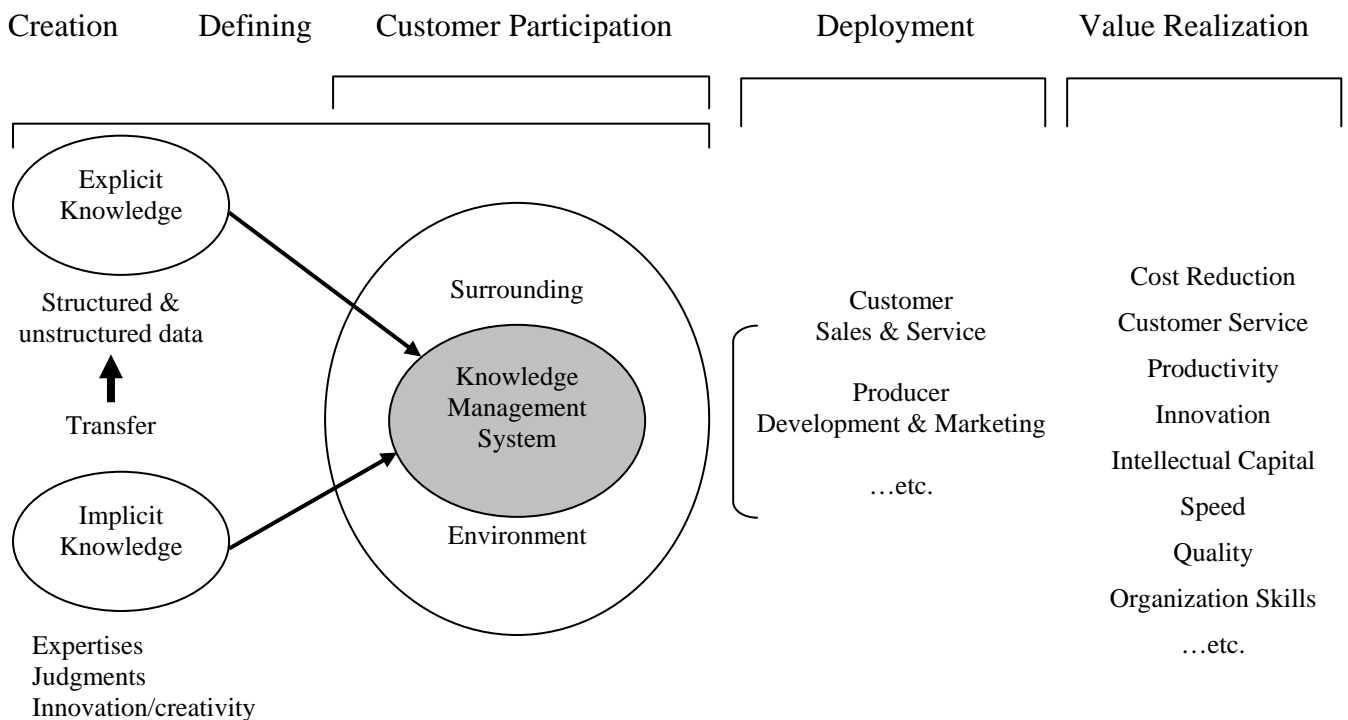 Creation Defining Customer Participation Deployment Value Realization
Explicit
Knowledge
Structured &
unstructured data
Transfer
Implicit
Knowledge
Expertises
Judgments
Innovation/creativity
Surrounding
Knowledge
Management
System
Environment
Customer
Sales & Service
Producer
Development & Marketing
…etc.
Cost Reduction
Customer Service
Productivity
Innovation
Intellectual Capital
Speed
Quality
Organization Skills
…etc.